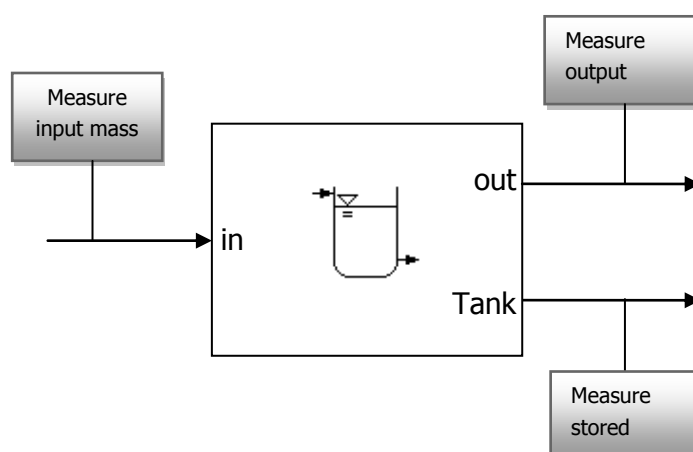 Measure
output
Measure
input mass
out
in
Tank
Measure
stored